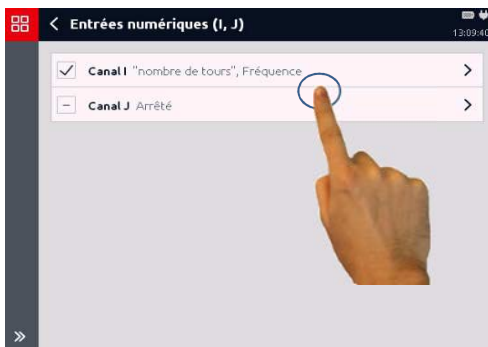 Entrées numériques (I, J)
13:09:40
Canal I "nombre de tours", Fréquence
Canal J Arrêté